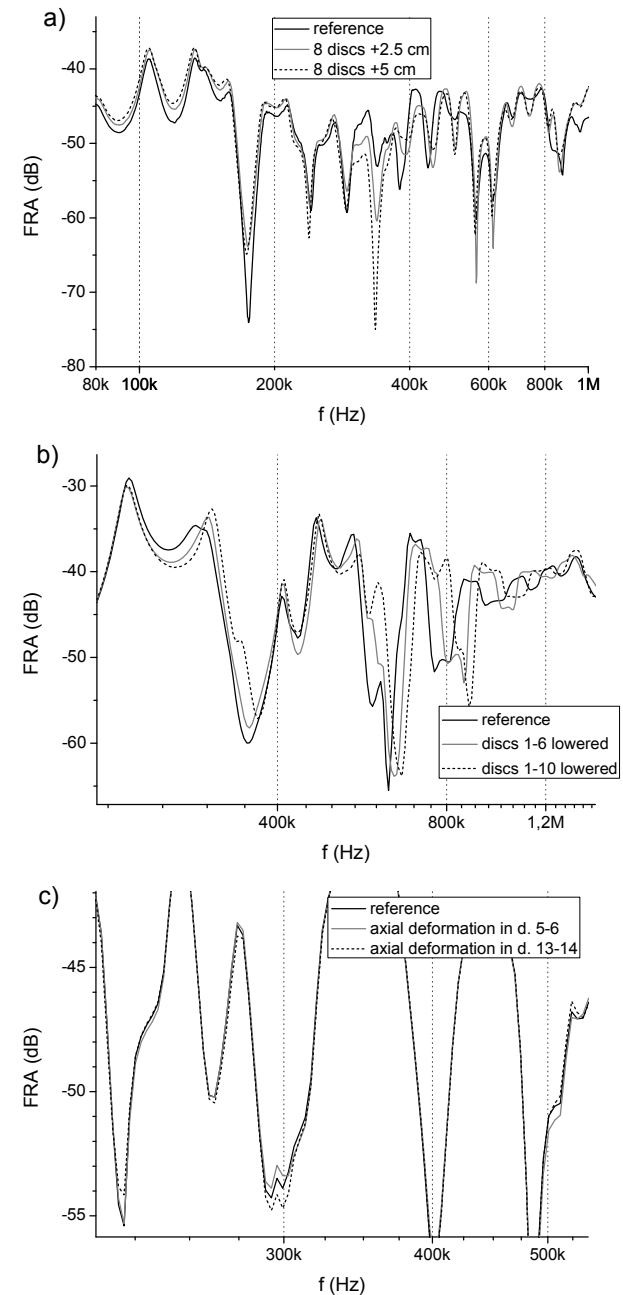 a)
reference
8 discs +2.5 cm
8 discs +5 cm
-40
-50
-60
-70
-80
FRA (dB)
80k 100k 200k 400k 600k 800k 1M
f (Hz)
b)
-30
-40
-50
-60
FRA (dB)
reference
discs 1-6 lowered
discs 1-10 lowered
400k 800k 1,2M
f (Hz)
c)
reference
axial deformation in d. 5-6
axial deformation in d. 13-14
-45
-50
-55
FRA (dB)
300k 400k 500k
f (Hz)